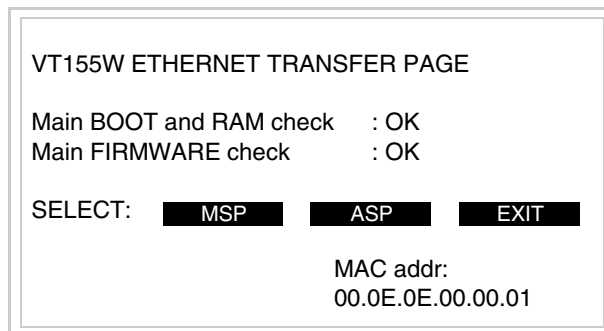 VT155W ETHERNET TRANSFER PAGE
Main BOOT and RAM check : OK
Main FIRMWARE check : OK
SELECT: MSP ASP EXIT
MAC addr:
00.0E.0E.00.00.01